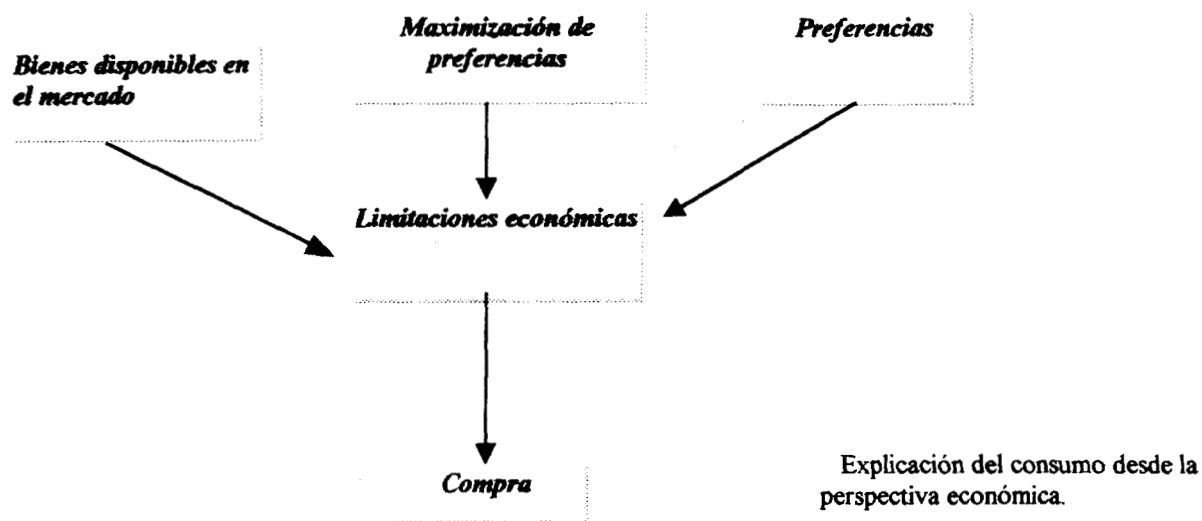 Bienes disponibles en
el mercado
Maximización de
preferencias
Preferencias
Limitaciones económicas
Compra
Explicación del consumo desde la
perspectiva económica.